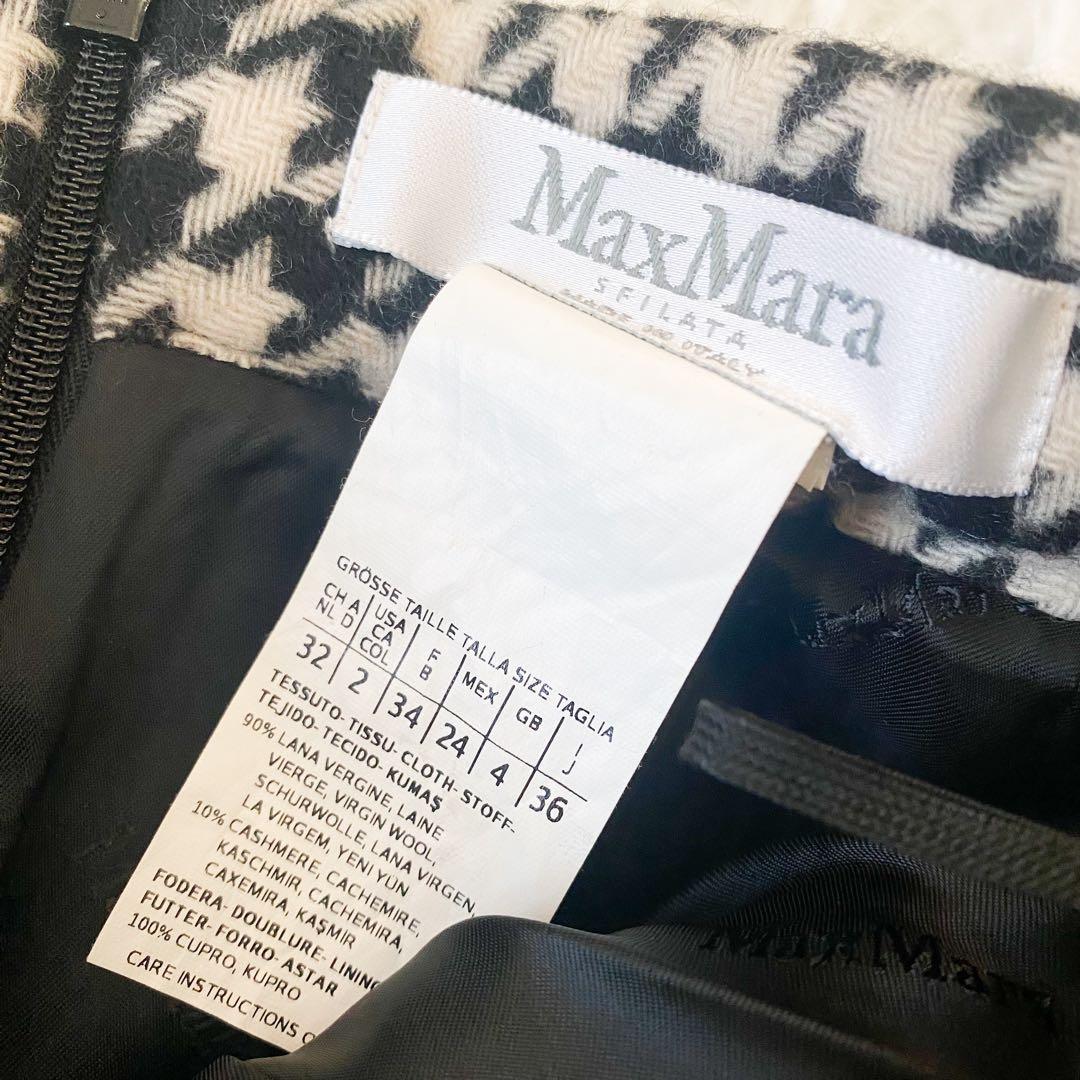 MaxMara
SFILATA
GRÖSSE TAILLE TALLA SIZE TAGLIA
CH A NL D | USA CA COL | F B | MEX | GB | I J
32 | 2 | 34 | 24 | 4 | 36
TESSUTO- TISSU- CLOTH- STOFF-
TEJIDO- TECIDO- KUMAŞ
90% LANA VERGINE, LAINE
VIERGE, VIRGIN WOOL,
SCHURWOLLE, LANA VIRGEN,
LA VIRGEM, YENI YÜN
10% CASHMERE, CACHEMIRE,
KASCHMIR, CACHEMIRA,
CAXEMIRA, KAŞMIR
FODERA- DOUBLURE- LINING
FUTTER- FORRO- ASTAR
100% CUPRO, KUPRO
CARE INSTRUCTIONS
MaxMara